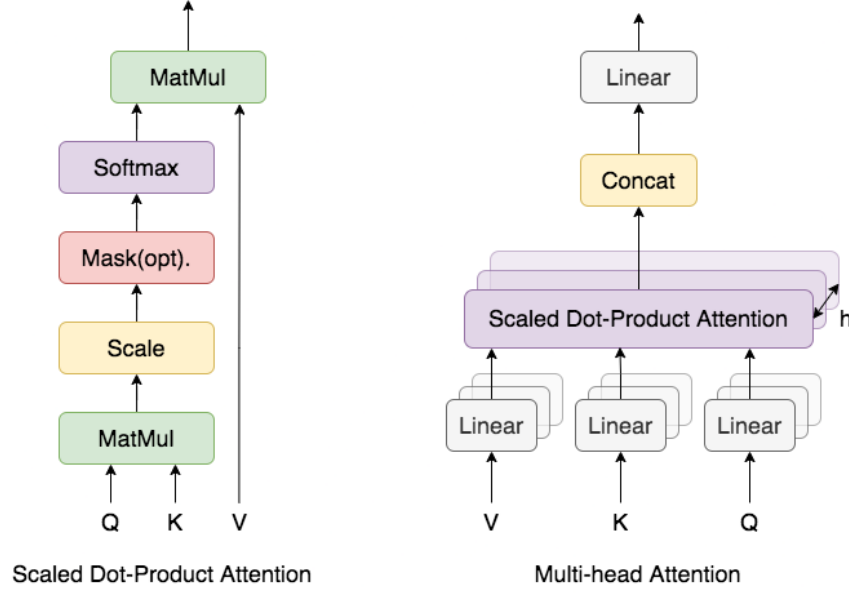 MatMul
Softmax
Mask(opt).
Scale
MatMul
Q K V
Scaled Dot-Product Attention
Linear
Concat
Scaled Dot-Product Attention
h
Linear Linear Linear
V K Q
Multi-head Attention